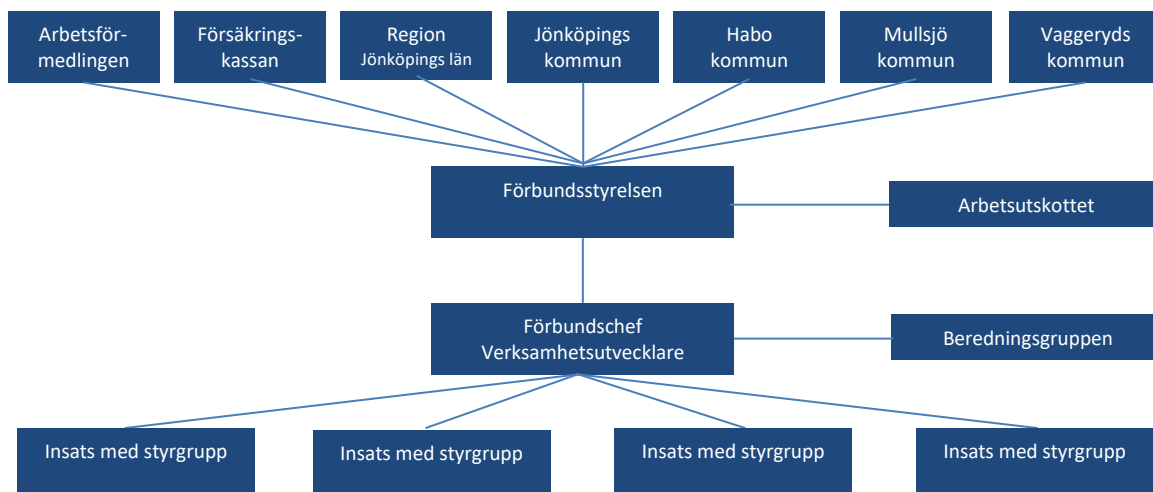 Arbetsför-
medlingen
Försäkrings-
kassan
Region
Jönköpings län
Jönköpings
kommun
Habo
kommun
Mullsjö
kommun
Vaggeryds
kommun
Förbundsstyrelsen
Arbetsutskottet
Förbundschef
Verksamhetsutvecklare
Beredningsgruppen
Insats med styrgrupp
Insats med styrgrupp
Insats med styrgrupp
Insats med styrgrupp